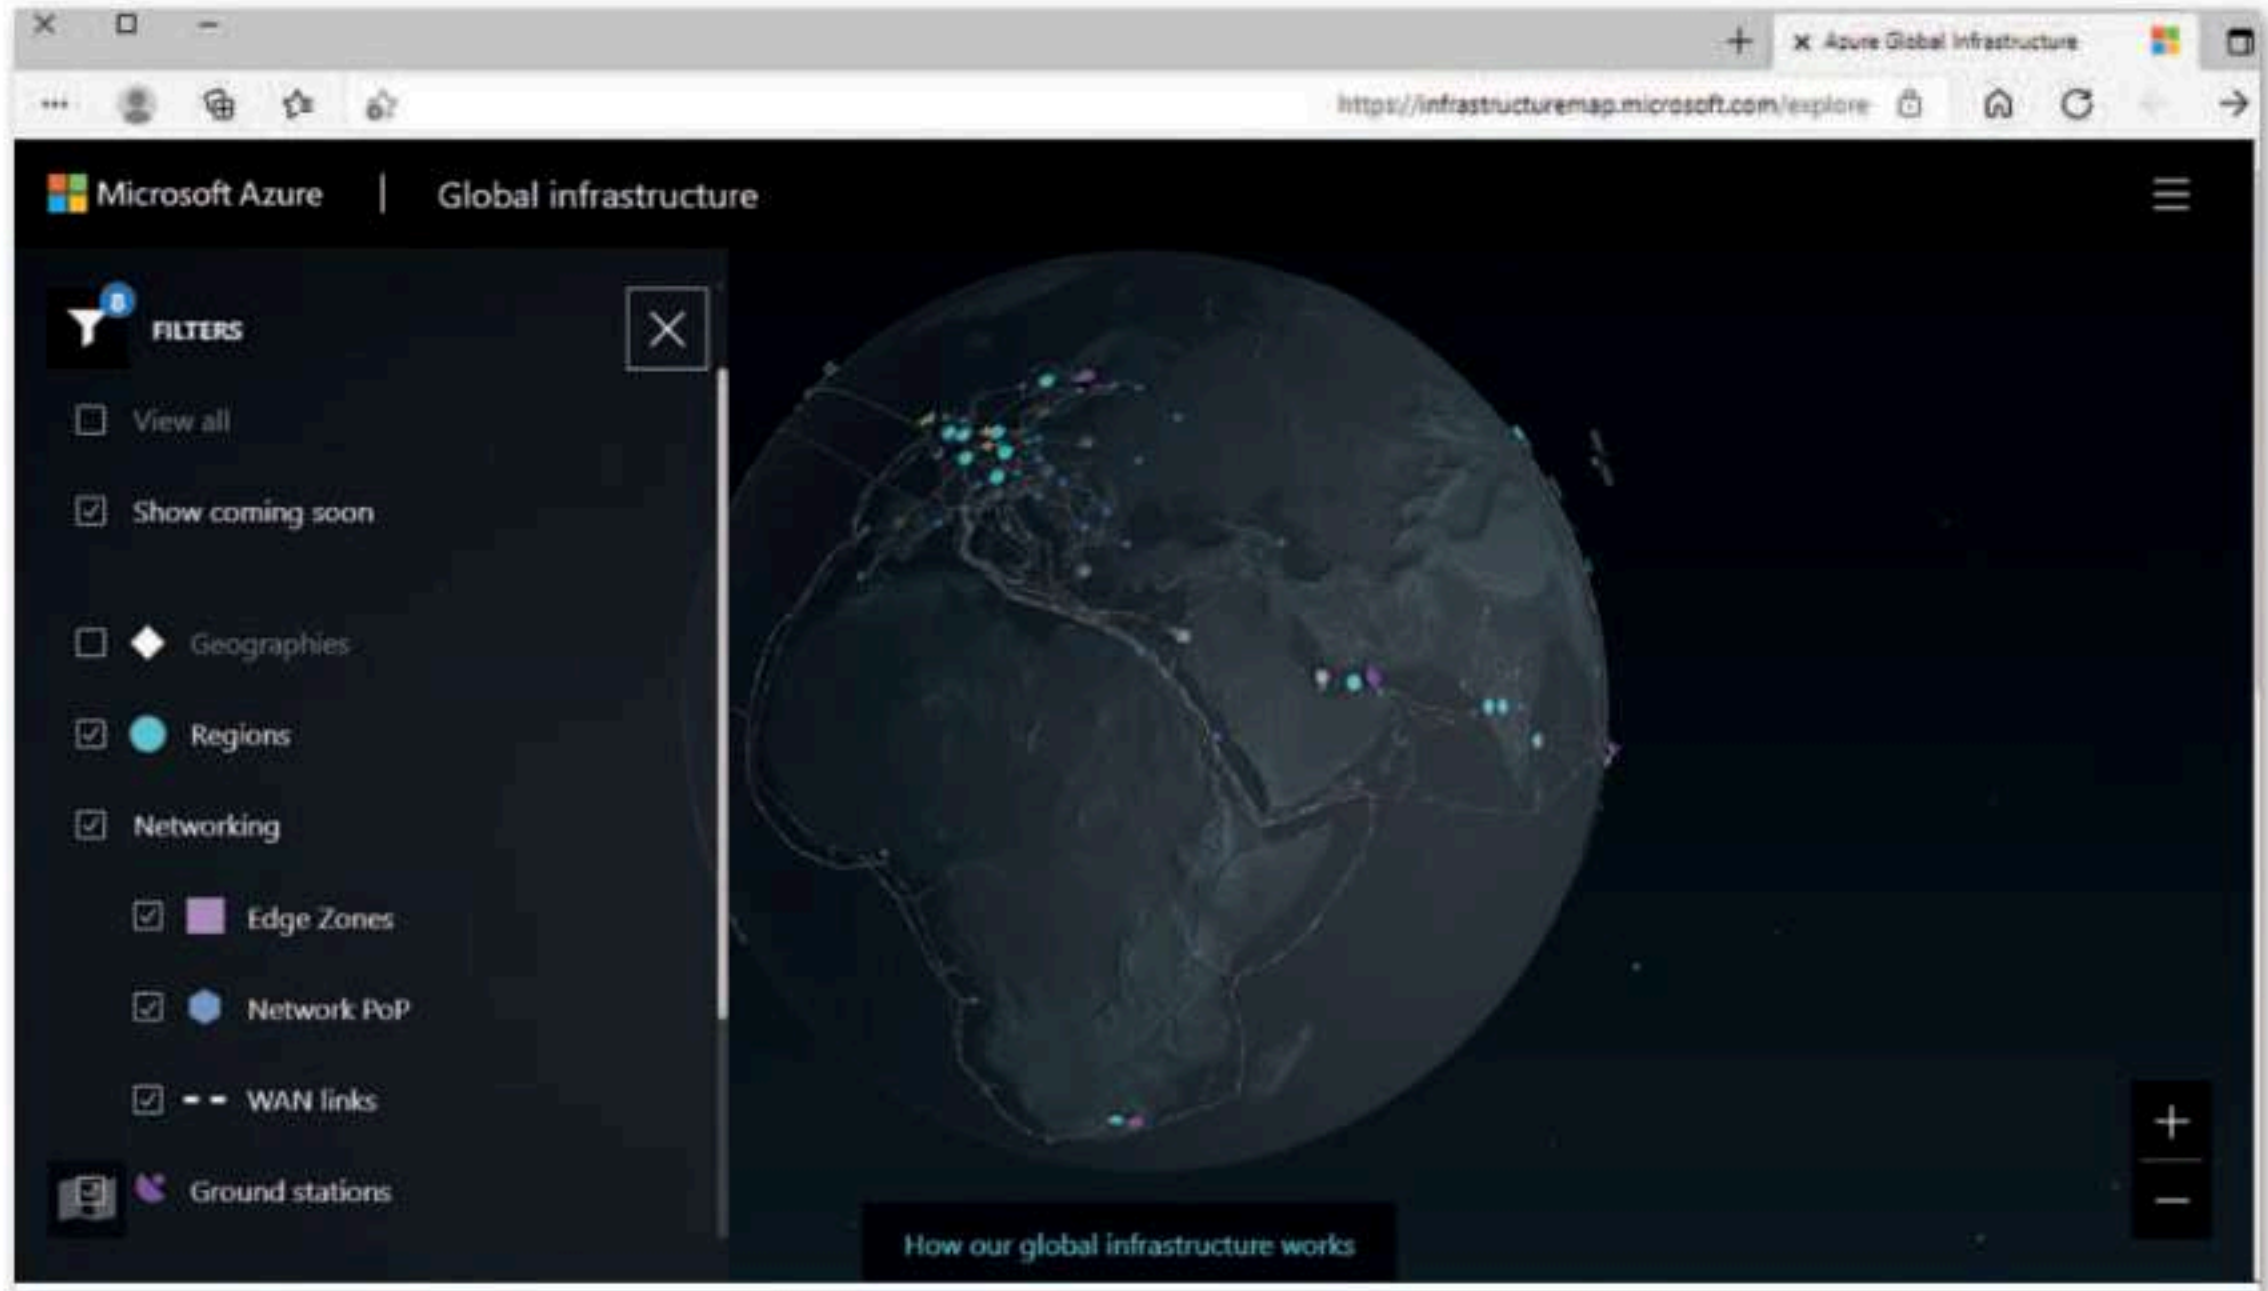 Azure Global Infrastructure
https://infrastructuremap.microsoft.com/explore
Microsoft Azure | Global infrastructure
8
FILTERS
View all
Show coming soon
Geographies
Regions
Networking
Edge Zones
Network PoP
WAN links
Ground stations
How our global infrastructure works